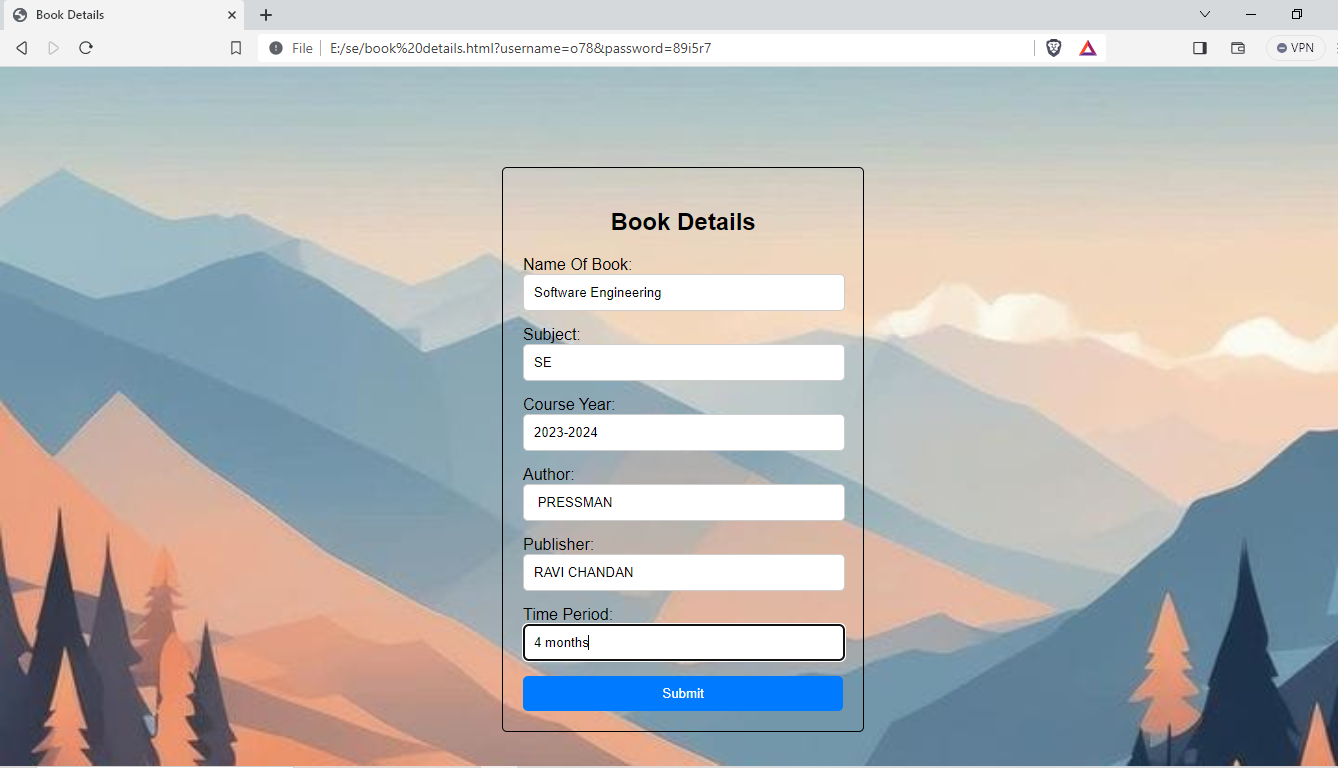 Book Details
File
E:/se/book%20details.html?username=o78&password=89i5r7
VPN
Book Details
Name Of Book:
Software Engineering
Subject:
SE
Course Year:
2023-2024
Author:
PRESSMAN
Publisher:
RAVI CHANDAN
Time Period:
4 months
Submit